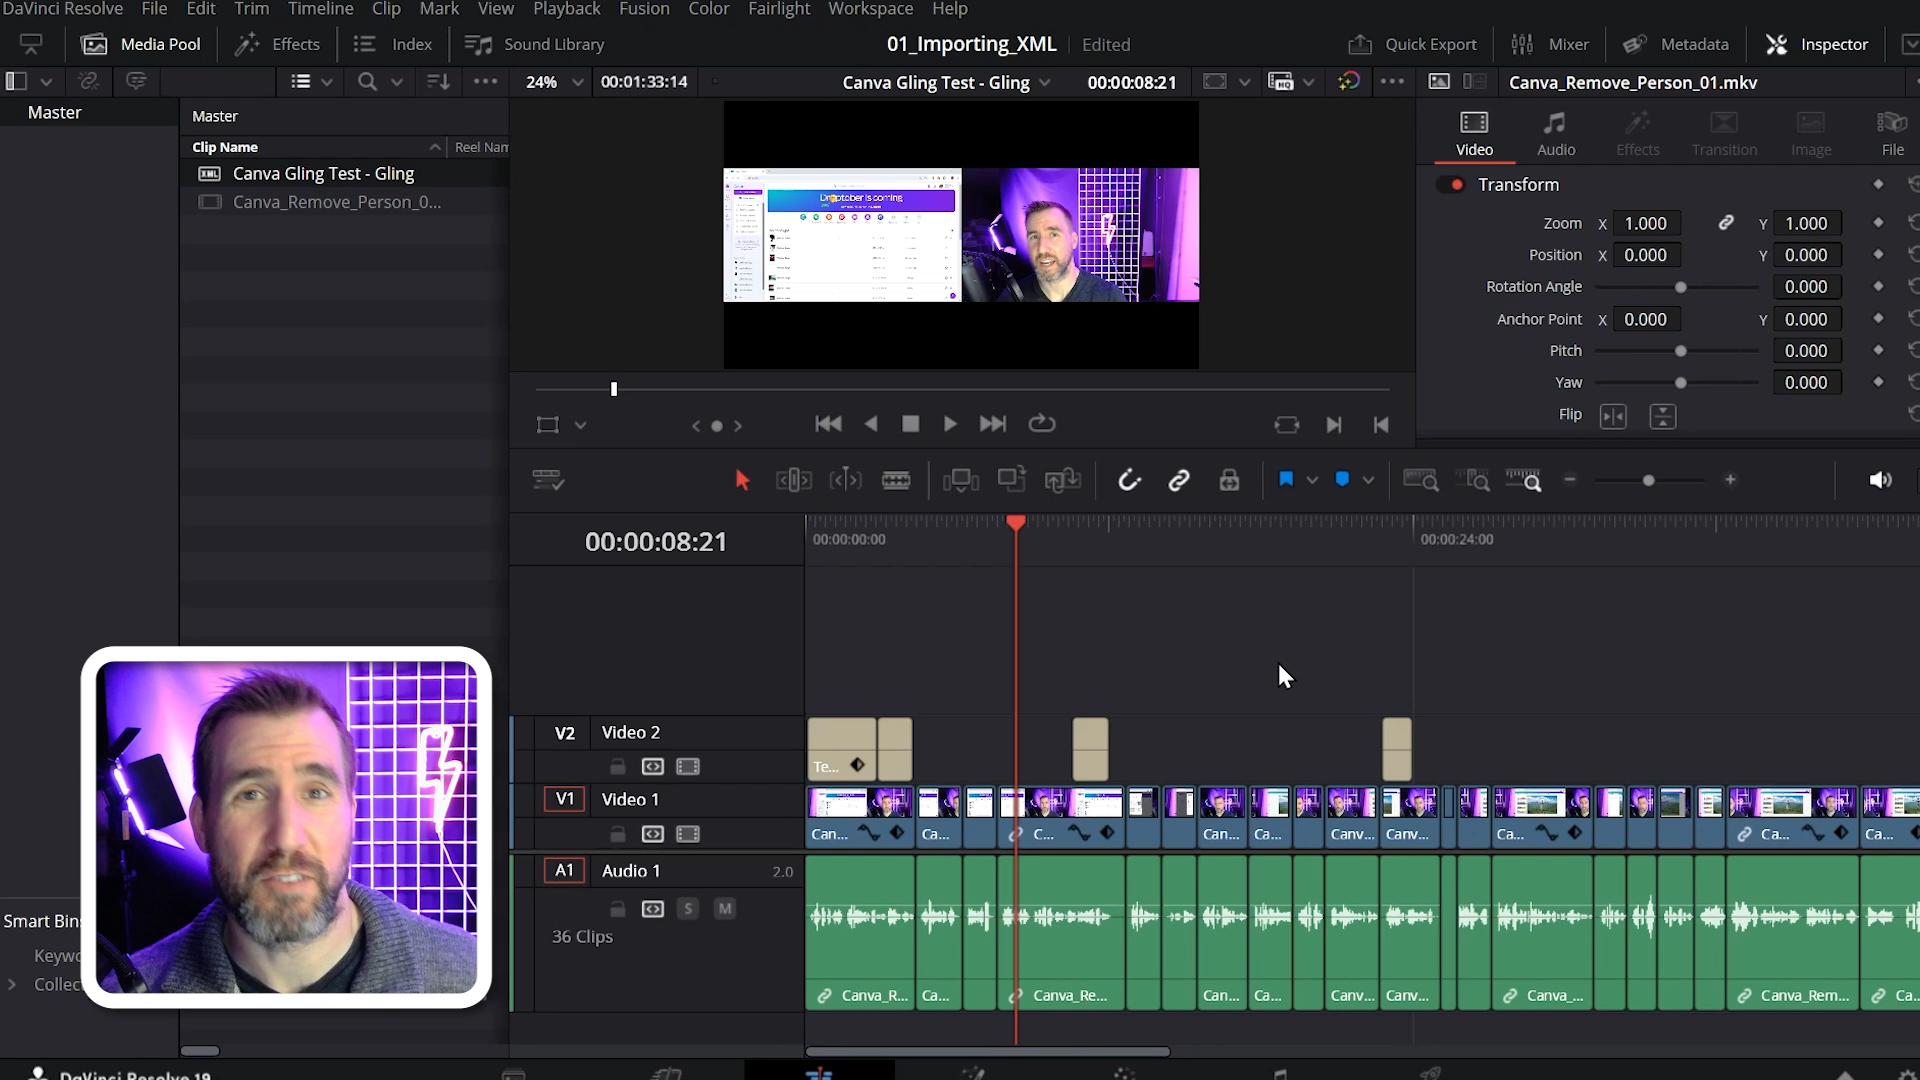 DaVinci Resolve File Edit Trim Timeline Clip Mark View Playback Fusion Color Fairlight Workspace Help
Media Pool Effects Index Sound Library 01_Importing_XML Edited Quick Export Mixer Metadata Inspector
24% 00:01:33:14 Canva Gling Test - Gling 00:00:08:21 Canva_Remove_Person_01.mkv
Master
Master
Clip Name Reel Nam
Canva Gling Test - Gling
Canva_Remove_Person_0...
Droptober is coming
Video Audio Effects Transition Image File
Transform
Zoom X 1.000 Y 1.000
Position X 0.000 Y 0.000
Rotation Angle 0.000
Anchor Point X 0.000 Y 0.000
Pitch 0.000
Yaw 0.000
Flip
00:00:08:21 00:00:00:00 00:00:24:00
V2 Video 2
Te...
V1 Video 1
Can... Ca... C... Can... Ca... Canv... Canv... Ca... Ca... Ca...
A1 Audio 1 2.0
S M
36 Clips
Canva_R... Ca... Canva_Re... Can... Ca... Canv... Canv... Canva_... Canva_Rem... Ca...
Smart Bins
Keywo
Collec
DaVinci Resolve 19